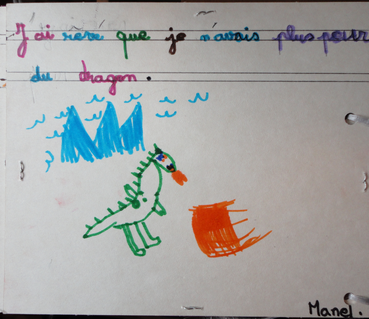 J'ai rêvé que je n'avais plus peur
du dragon.
Manel.